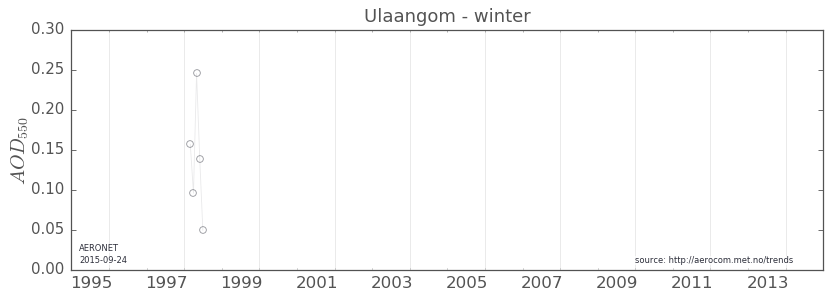 Ulaangom - winter
0.30
0.25
0.20
0.15
0.10
0.05
0.00
AOD550
AERONET
2015-09-24
source: http://aerocom.met.no/trends
1995 1997 1999 2001 2003 2005 2007 2009 2011 2013